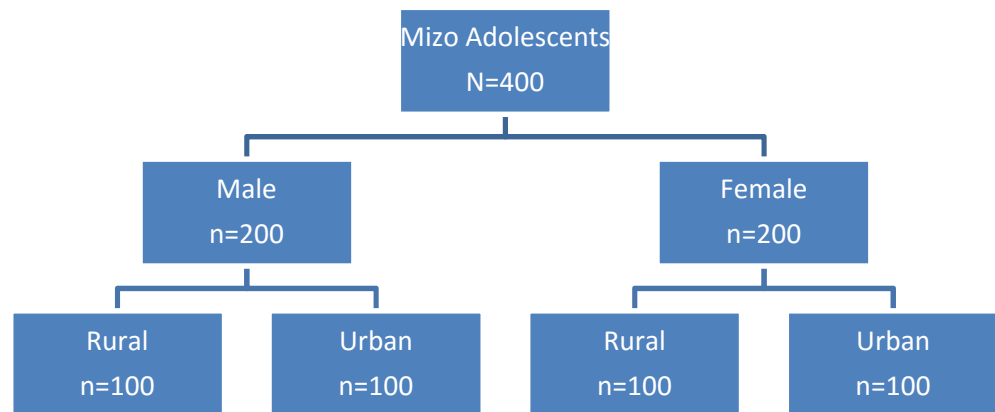 Mizo Adolescents
N=400
Male
n=200
Female
n=200
Rural
n=100
Urban
n=100
Rural
n=100
Urban
n=100